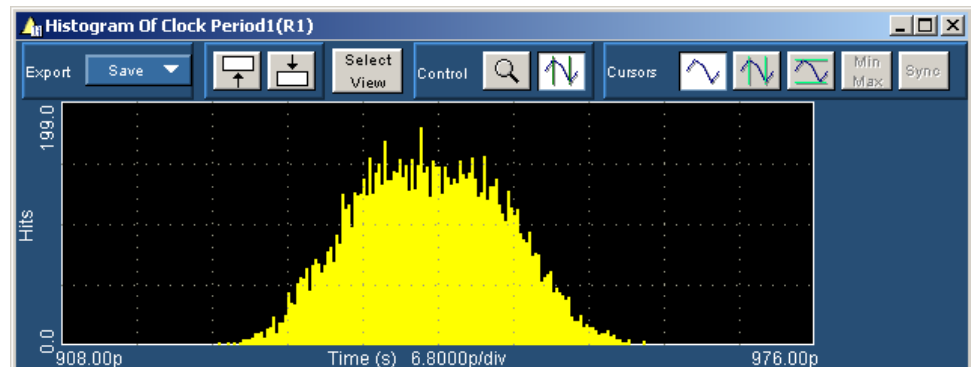 Histogram Of Clock Period1(R1)
Export Save Select View Control Cursors Min Max Sync
199.0
Hits
0.0
908.00p Time (s) 6.8000p/div 976.00p